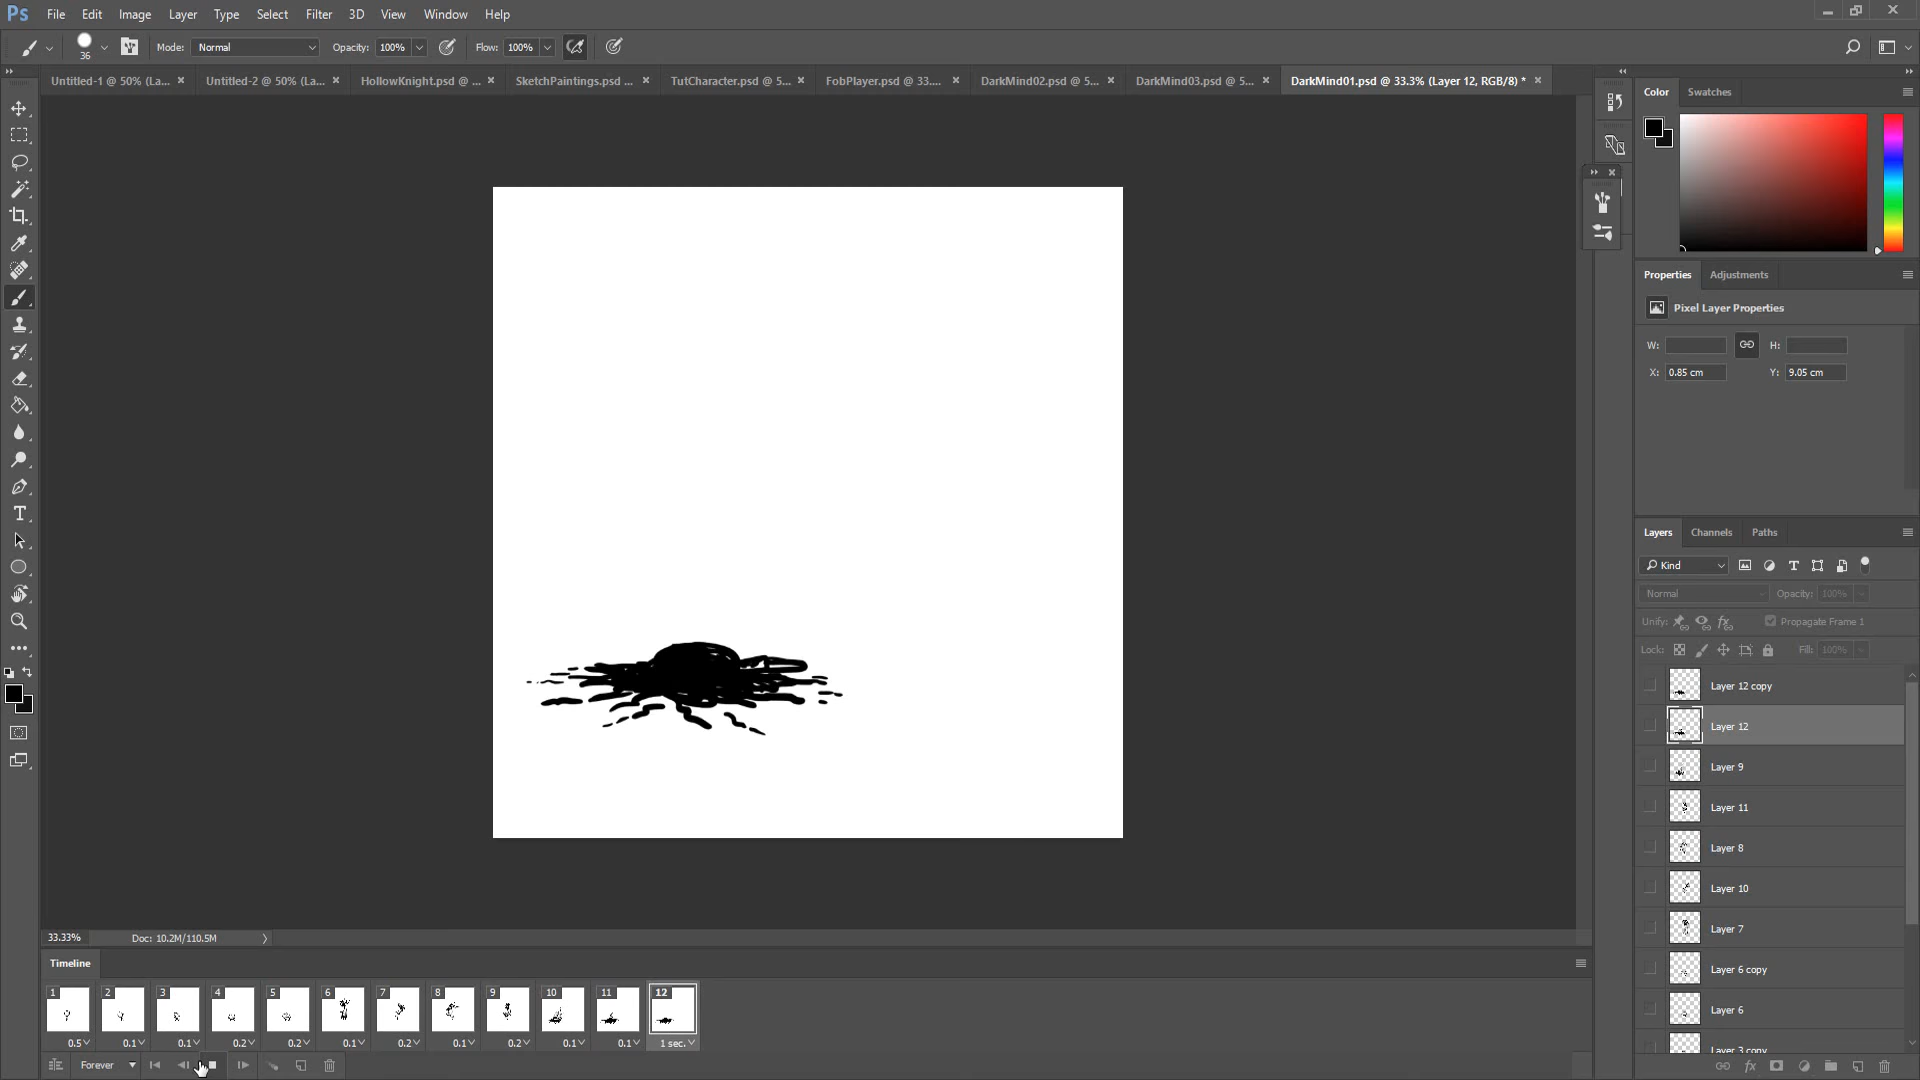 Ps File Edit Image Layer Type Select Filter 3D View Window Help
36 Mode: Normal Opacity: 100% Flow: 100%
Untitled-1 @ 50% (La... Untitled-2 @ 50% (La... HollowKnight.psd @ ... SketchPaintings.psd ... TutCharacter.psd @ 5... FobPlayer.psd @ 33.... DarkMind02.psd @ 5... DarkMind03.psd @ 5... DarkMind01.psd @ 33.3% (Layer 12, RGB/8) *
Color Swatches
Properties Adjustments
Pixel Layer Properties
W: H:
X: 0.85 cm Y: 9.05 cm
Layers Channels Paths
Kind
Normal Opacity: 100%
Unify: Propagate Frame 1
Lock: Fill: 100%
Layer 12 copy
Layer 12
Layer 9
Layer 11
Layer 8
Layer 10
Layer 7
Layer 6 copy
Layer 6
Layer 3 copy
33.33% Doc: 10.2M/110.5M
Timeline
1 2 3 4 5 6 7 8 9 10 11 12
0.5 0.1 0.1 0.2 0.2 0.1 0.2 0.1 0.2 0.1 0.1 1 sec.
Forever